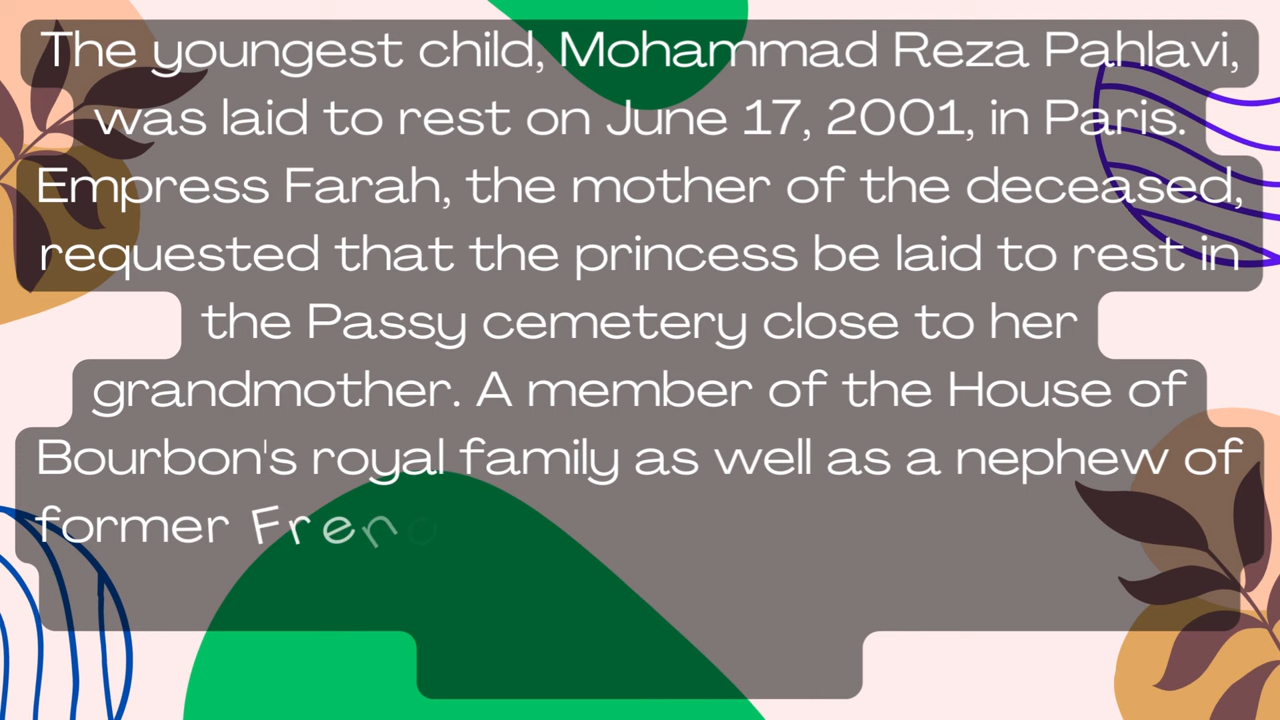 The youngest child, Mohammad Reza Pahlavi,
was laid to rest on June 17, 2001, in Paris.
Empress Farah, the mother of the deceased,
requested that the princess be laid to rest in
the Passy cemetery close to her
grandmother. A member of the House of
Bourbon's royal family as well as a nephew of
former Frenc